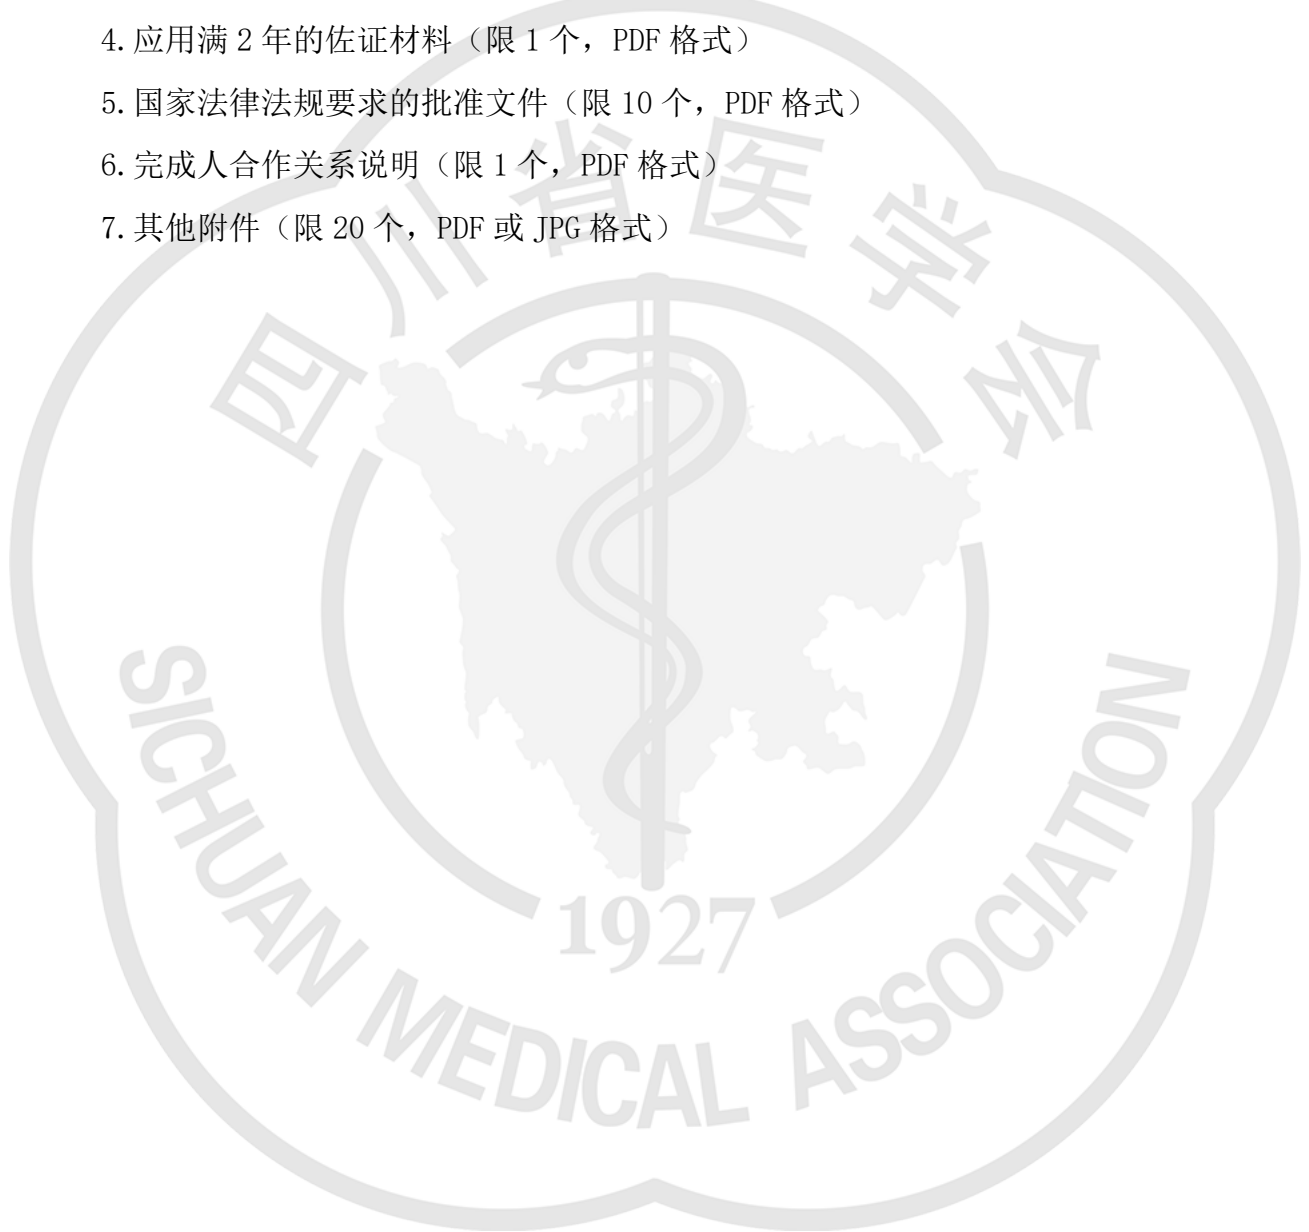 4.应用满 2 年的佐证材料（限 1 个，PDF 格式）
5.国家法律法规要求的批准文件（限 10 个，PDF 格式）
6.完成人合作关系说明（限 1 个，PDF 格式）
7.其他附件（限 20 个，PDF 或 JPG 格式）
四川省医学会
1927
SICHUAN MEDICAL ASSOCIATION